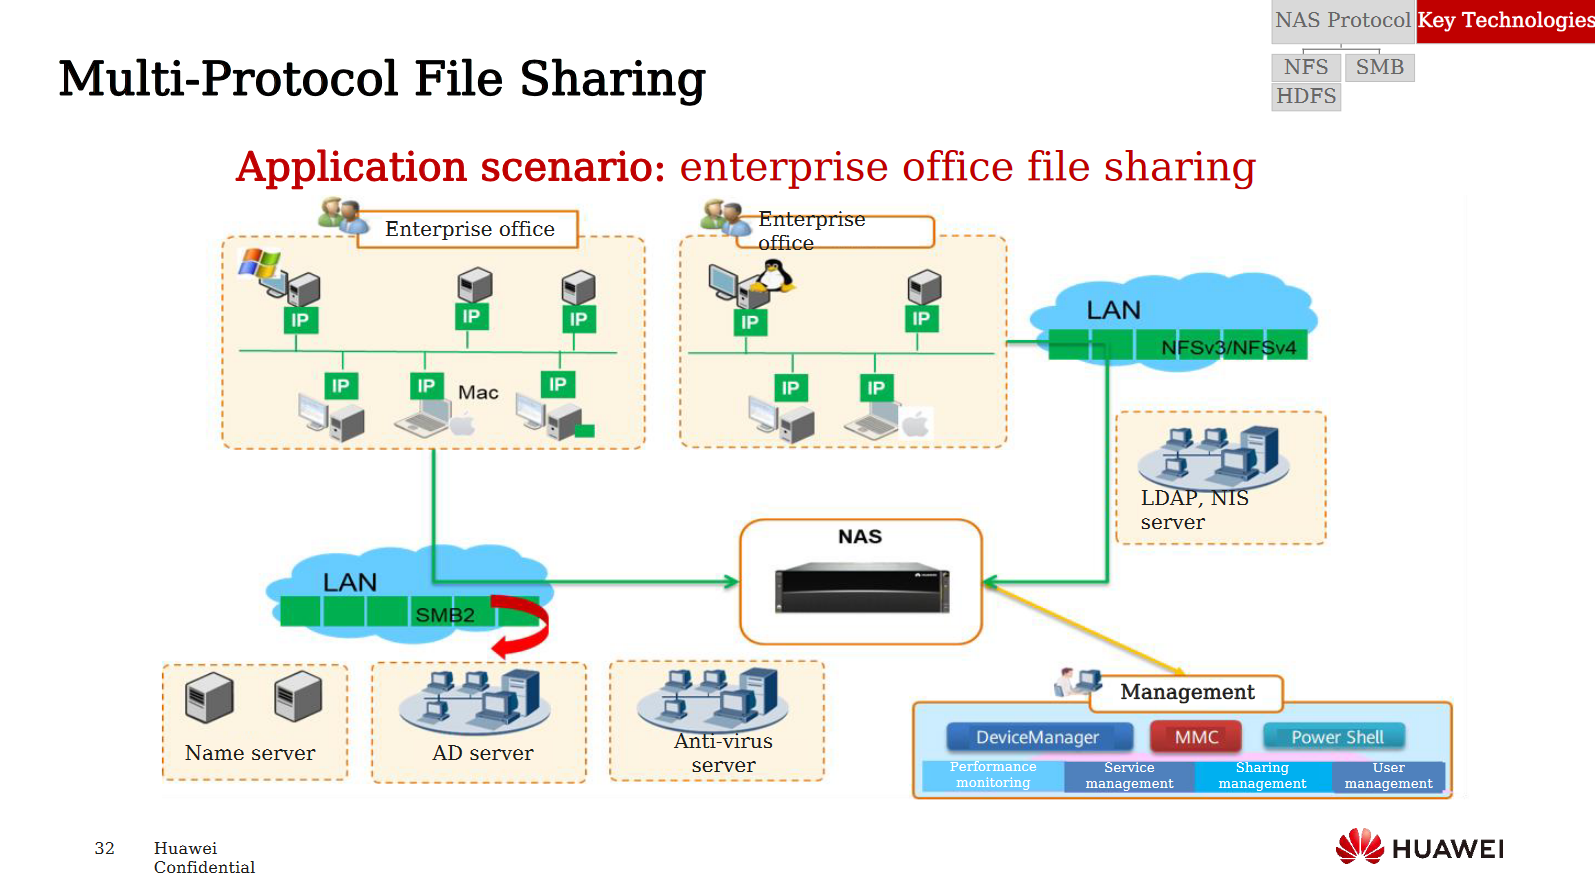 NAS Protocol
Key Technologies
NFS
SMB
HDFS
Multi-Protocol File Sharing
Application scenario: enterprise office file sharing
Enterprise office
Enterprise
office
IP
IP
IP
IP
IP
Mac
IP
IP
IP
IP
IP
LAN
NFSv3/NFSv4
LDAP, NIS
server
NAS
HUAWEI
LAN
SMB2
Name server
AD server
Anti-virus
server
Management
DeviceManager
MMC
Power Shell
Performance
monitoring
Service
management
Sharing
management
User
management
32
Huawei
Confidential
HUAWEI